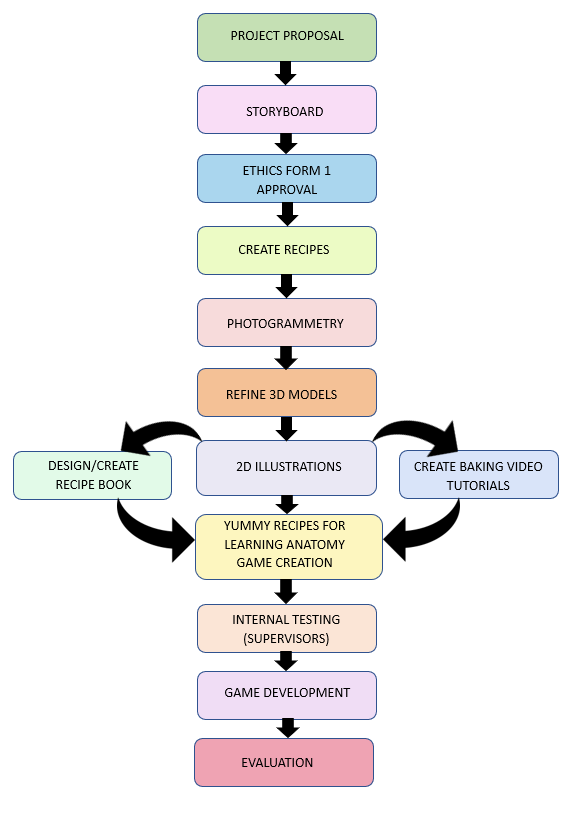 PROJECT PROPOSAL
STORYBOARD
ETHICS FORM 1
APPROVAL
CREATE RECIPES
PHOTOGRAMMETRY
REFINE 3D MODELS
DESIGN/CREATE
RECIPE BOOK
2D ILLUSTRATIONS
CREATE BAKING VIDEO
TUTORIALS
YUMMY RECIPES FOR
LEARNING ANATOMY
GAME CREATION
INTERNAL TESTING
(SUPERVISORS)
GAME DEVELOPMENT
EVALUATION